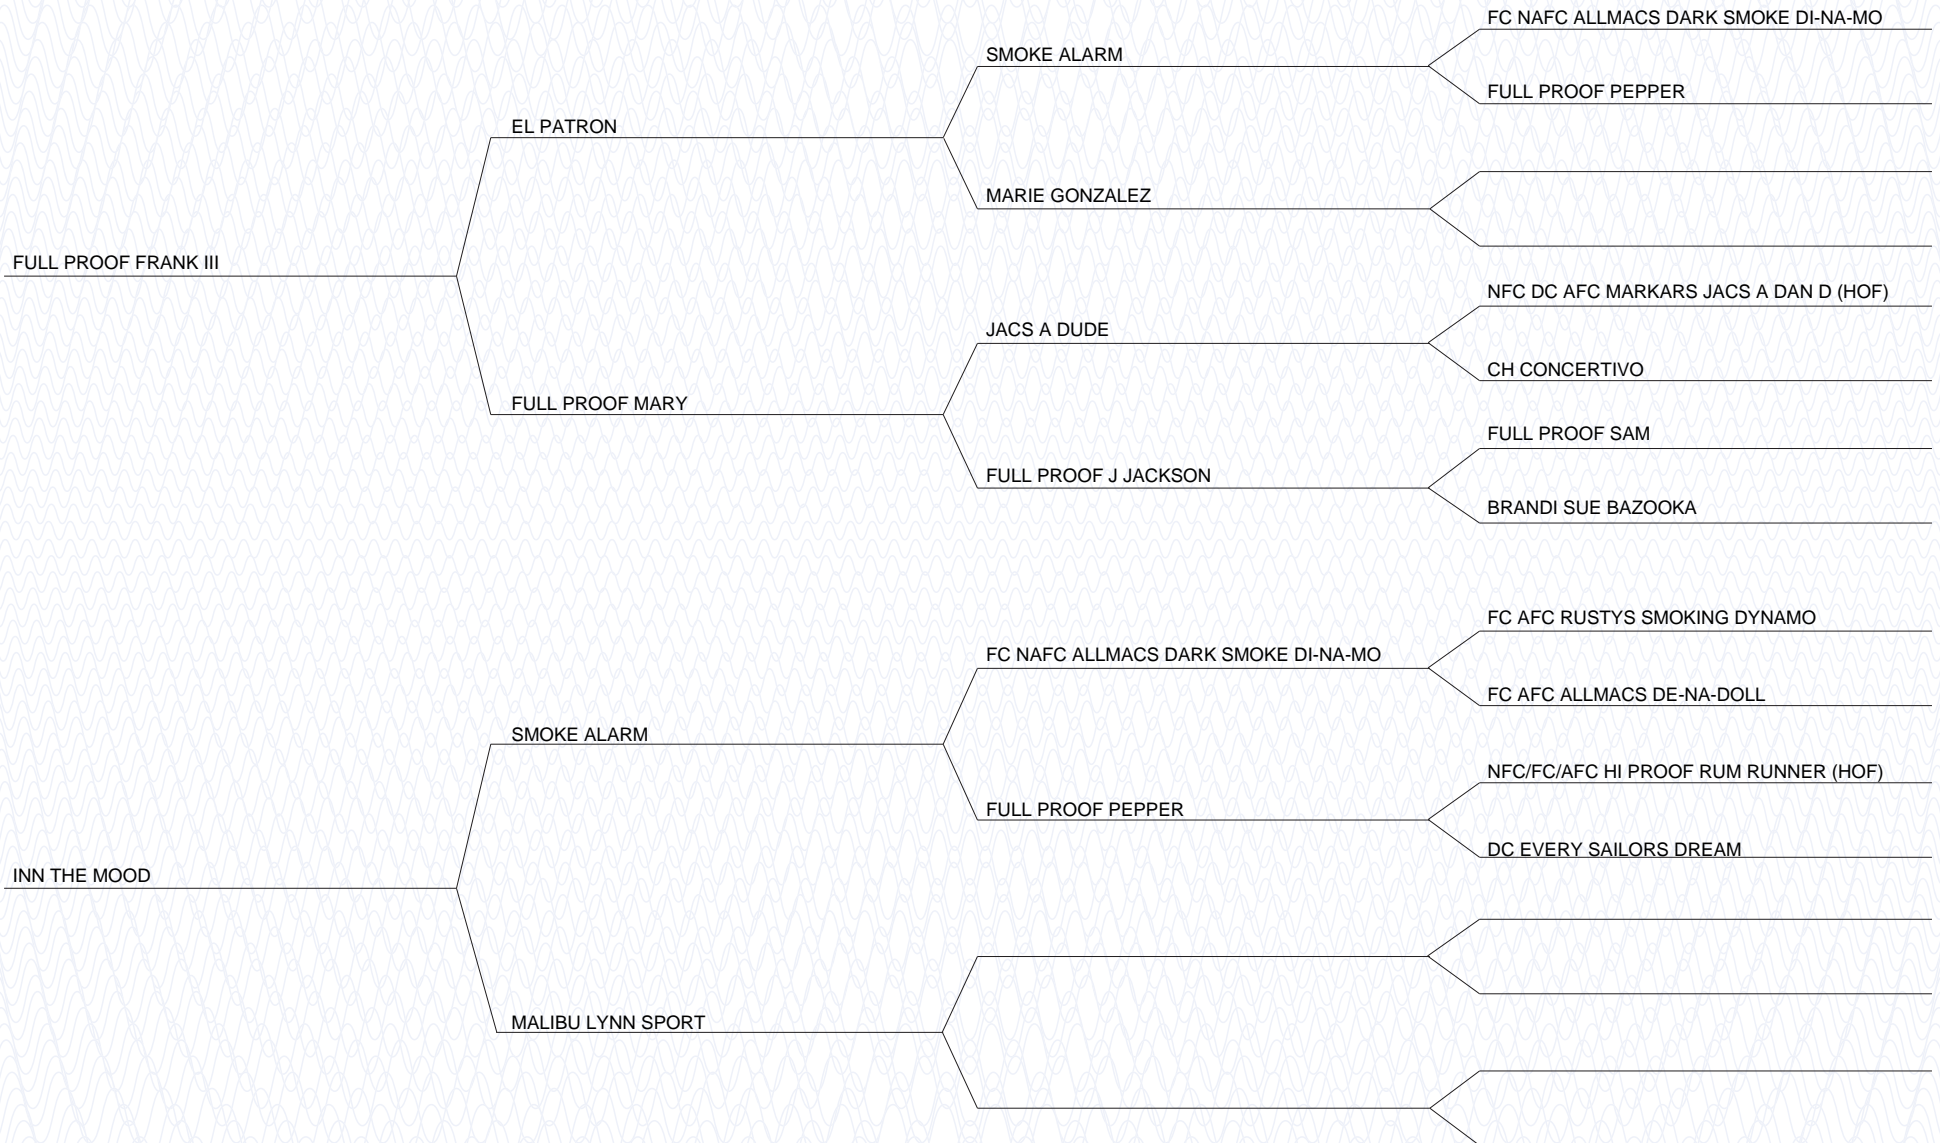 FC NAFC ALLMACS DARK SMOKE DI-NA-MO
SMOKE ALARM
FULL PROOF PEPPER
EL PATRON
MARIE GONZALEZ
FULL PROOF FRANK III
NFC DC AFC MARKARS JACS A DAN D (HOF)
JACS A DUDE
CH CONCERTIVO
FULL PROOF MARY
FULL PROOF SAM
FULL PROOF J JACKSON
BRANDI SUE BAZOOKA
FC AFC RUSTYS SMOKING DYNAMO
FC NAFC ALLMACS DARK SMOKE DI-NA-MO
FC AFC ALLMACS DE-NA-DOLL
SMOKE ALARM
NFC/FC/AFC HI PROOF RUM RUNNER (HOF)
FULL PROOF PEPPER
DC EVERY SAILORS DREAM
INN THE MOOD
MALIBU LYNN SPORT